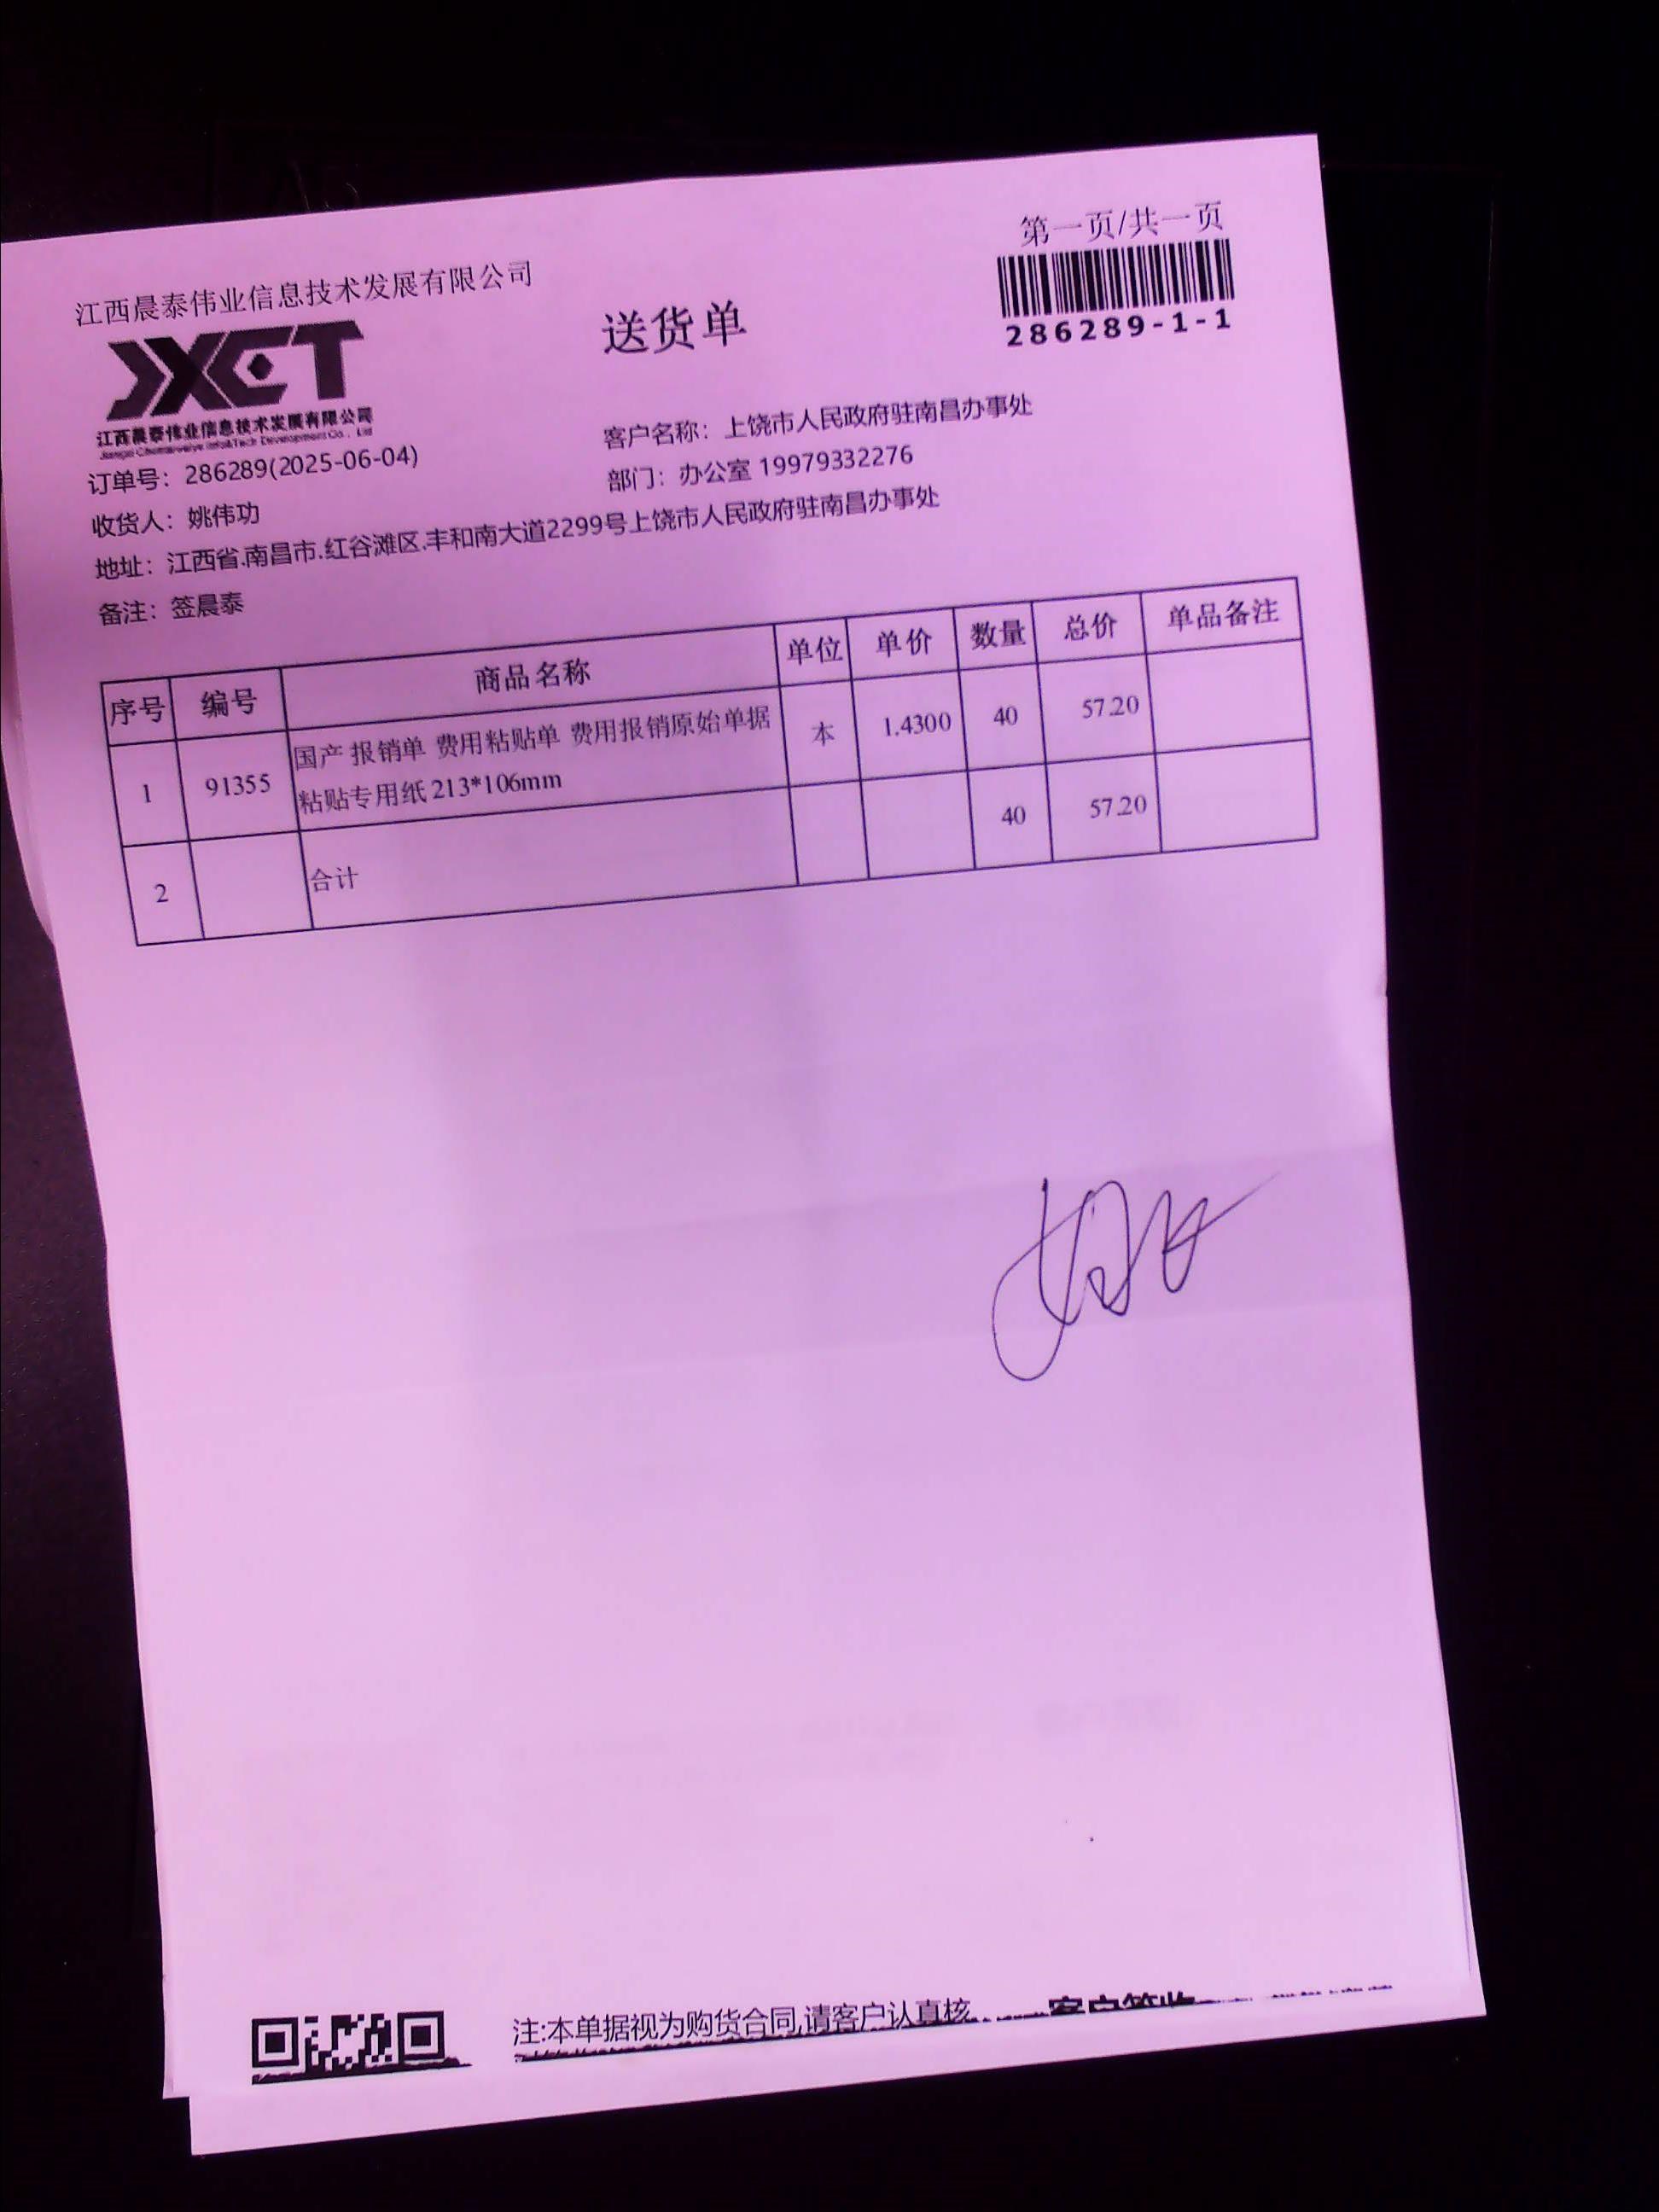 第一页/共一页
江西晨泰伟业信息技术发展有限公司
送货单
286289-1-1
JXCT
江西晨泰伟业信息技术发展有限公司
客户名称：上饶市人民政府驻南昌办事处
订单号：286289(2025-06-04)
部门：办公室 19979332276
收货人：姚伟功
地址：江西省.南昌市.红谷滩区.丰和南大道2299号上饶市人民政府驻南昌办事处
备注：签晨泰
序号 编号 商品名称 单位 单价 数量 总价 单品备注
1 91355 国产 报销单 费用粘贴单 费用报销原始单据 本 1.4300 40 57.20
粘贴专用纸 213*106mm
2 合计 40 57.20
注:本单据视为购货合同,请客户认真核
客户签收